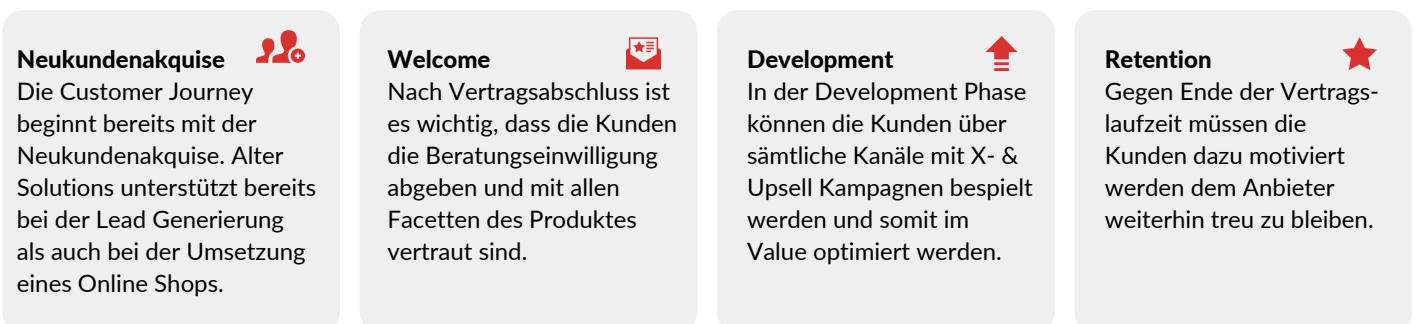 Neukundenakquise
Die Customer Journey
beginnt bereits mit der
Neukundenakquise. Alter
Solutions unterstützt bereits
bei der Lead Generierung
als auch bei der Umsetzung
eines Online Shops.
Welcome
Nach Vertragsabschluss ist
es wichtig, dass die Kunden
die Beratungseinwilligung
abgeben und mit allen
Facetten des Produktes
vertraut sind.
Development
In der Development Phase
können die Kunden über
sämtliche Kanäle mit X- &
Upsell Kampagnen bespielt
werden und somit im
Value optimiert werden.
Retention
Gegen Ende der Vertrags-
laufzeit müssen die
Kunden dazu motiviert
werden dem Anbieter
weiterhin treu zu bleiben.